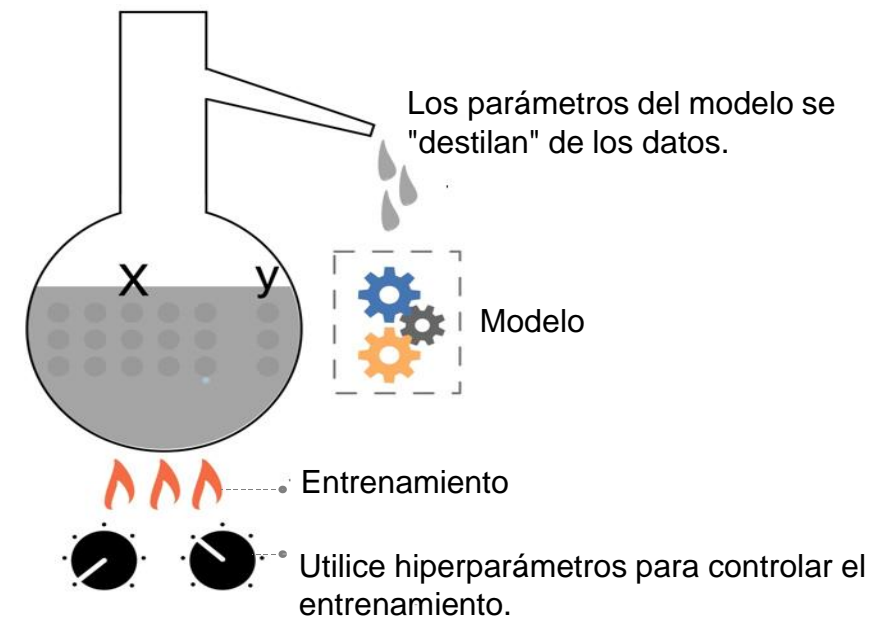 Los parámetros del modelo se
"destilan" de los datos.
X y
Modelo
Entrenamiento
Utilice hiperparámetros para controlar el
entrenamiento.